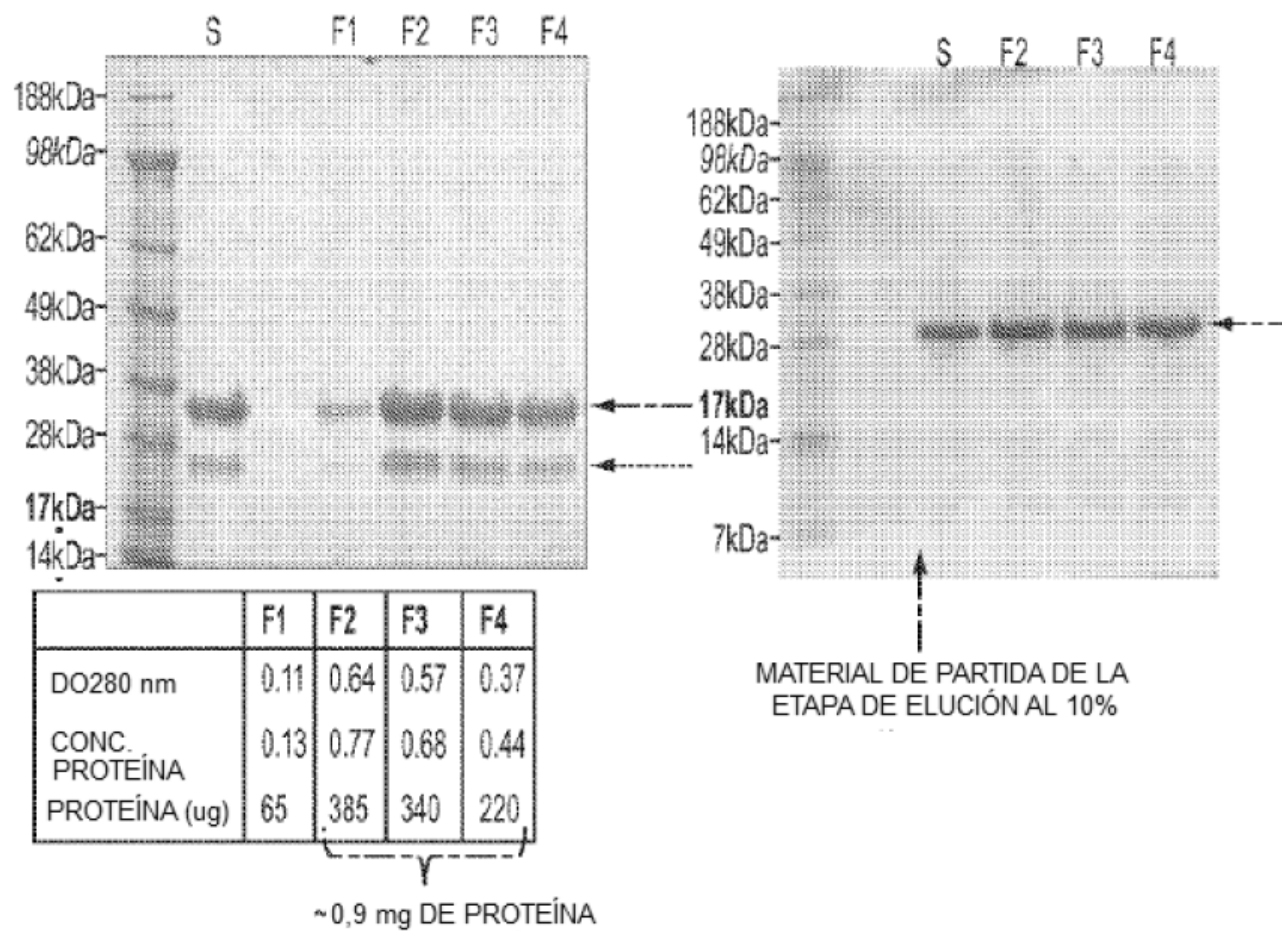 S F1 F2 F3 F4
188kDa
98kDa
62kDa
49kDa
38kDa
28kDa
17kDa
14kDa
S F2 F3 F4
188kDa
98kDa
62kDa
49kDa
38kDa
28kDa
17kDa
14kDa
7kDa
F1 F2 F3 F4
DO280 nm 0.11 0.64 0.57 0.37
CONC.
PROTEÍNA 0.13 0.77 0.68 0.44
PROTEÍNA (ug) 65 385 340 220
~0,9 mg DE PROTEÍNA
MATERIAL DE PARTIDA DE LA
ETAPA DE ELUCIÓN AL 10%